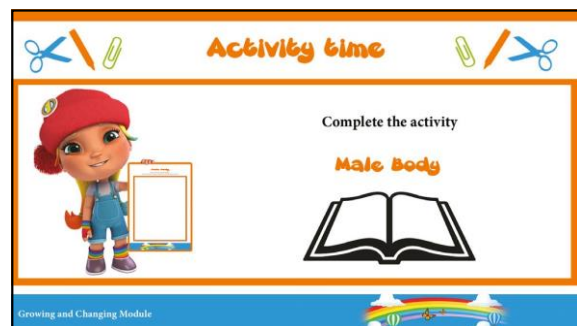 Activity time
Complete the activity
Male Body
Growing and Changing Module